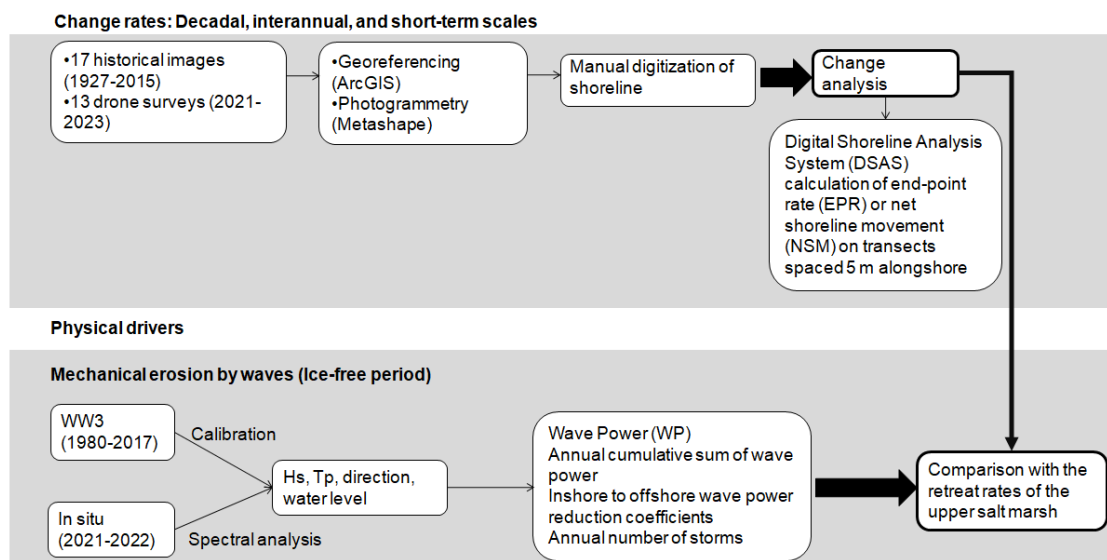 Change rates: Decadal, interannual, and short-term scales
•17 historical images
(1927-2015)
•13 drone surveys (2021-
2023)
•Georeferencing
(ArcGIS)
•Photogrammetry
(Metashape)
Manual digitization of
shoreline
Change
analysis
Digital Shoreline Analysis
System (DSAS)
calculation of end-point
rate (EPR) or net
shoreline movement
(NSM) on transects
spaced 5 m alongshore
Physical drivers
Mechanical erosion by waves (Ice-free period)
WW3
(1980-2017)
Calibration
In situ
(2021-2022)
Spectral analysis
Hs, Tp, direction,
water level
Wave Power (WP)
Annual cumulative sum of wave
power
Inshore to offshore wave power
reduction coefficients
Annual number of storms
Comparison with the
retreat rates of the
upper salt marsh